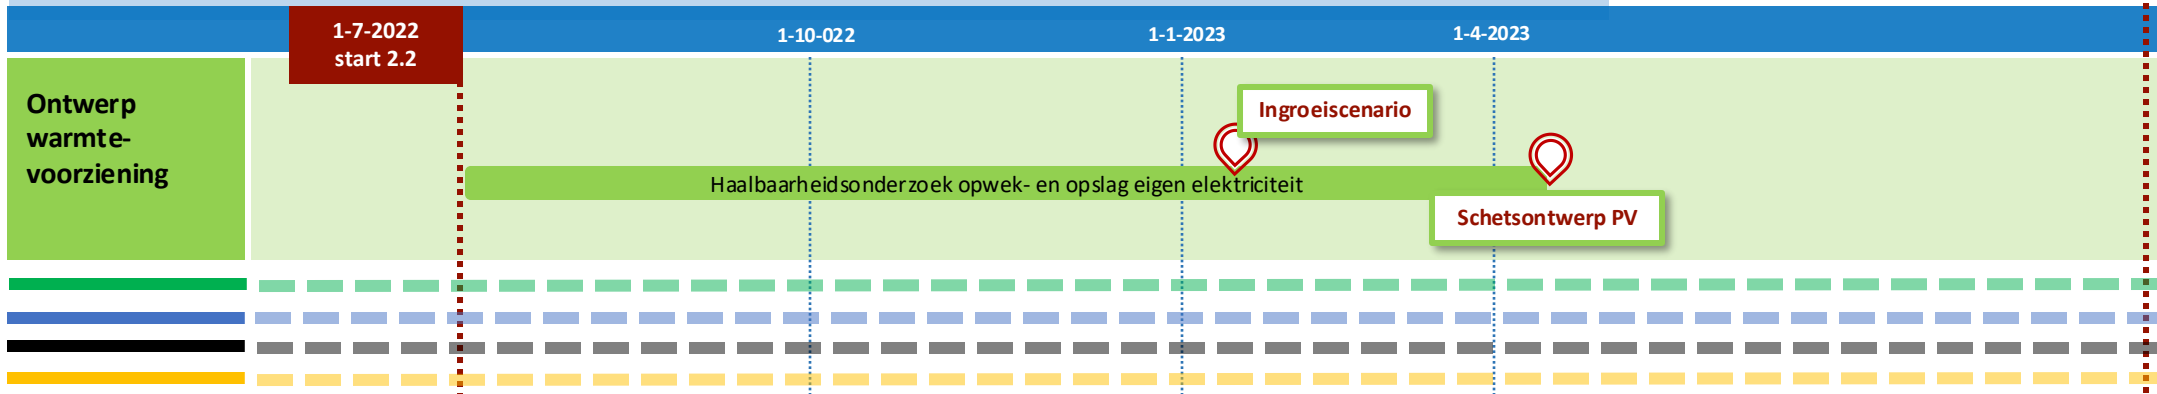 1-7-2022
start 2.2
1-10-022
1-1-2023
1-4-2023
Ontwerp
warmte-
voorziening
Ingroeiscenario
Haalbaarheidsonderzoek opwek- en opslag eigen elektriciteit
Schetsontwerp PV